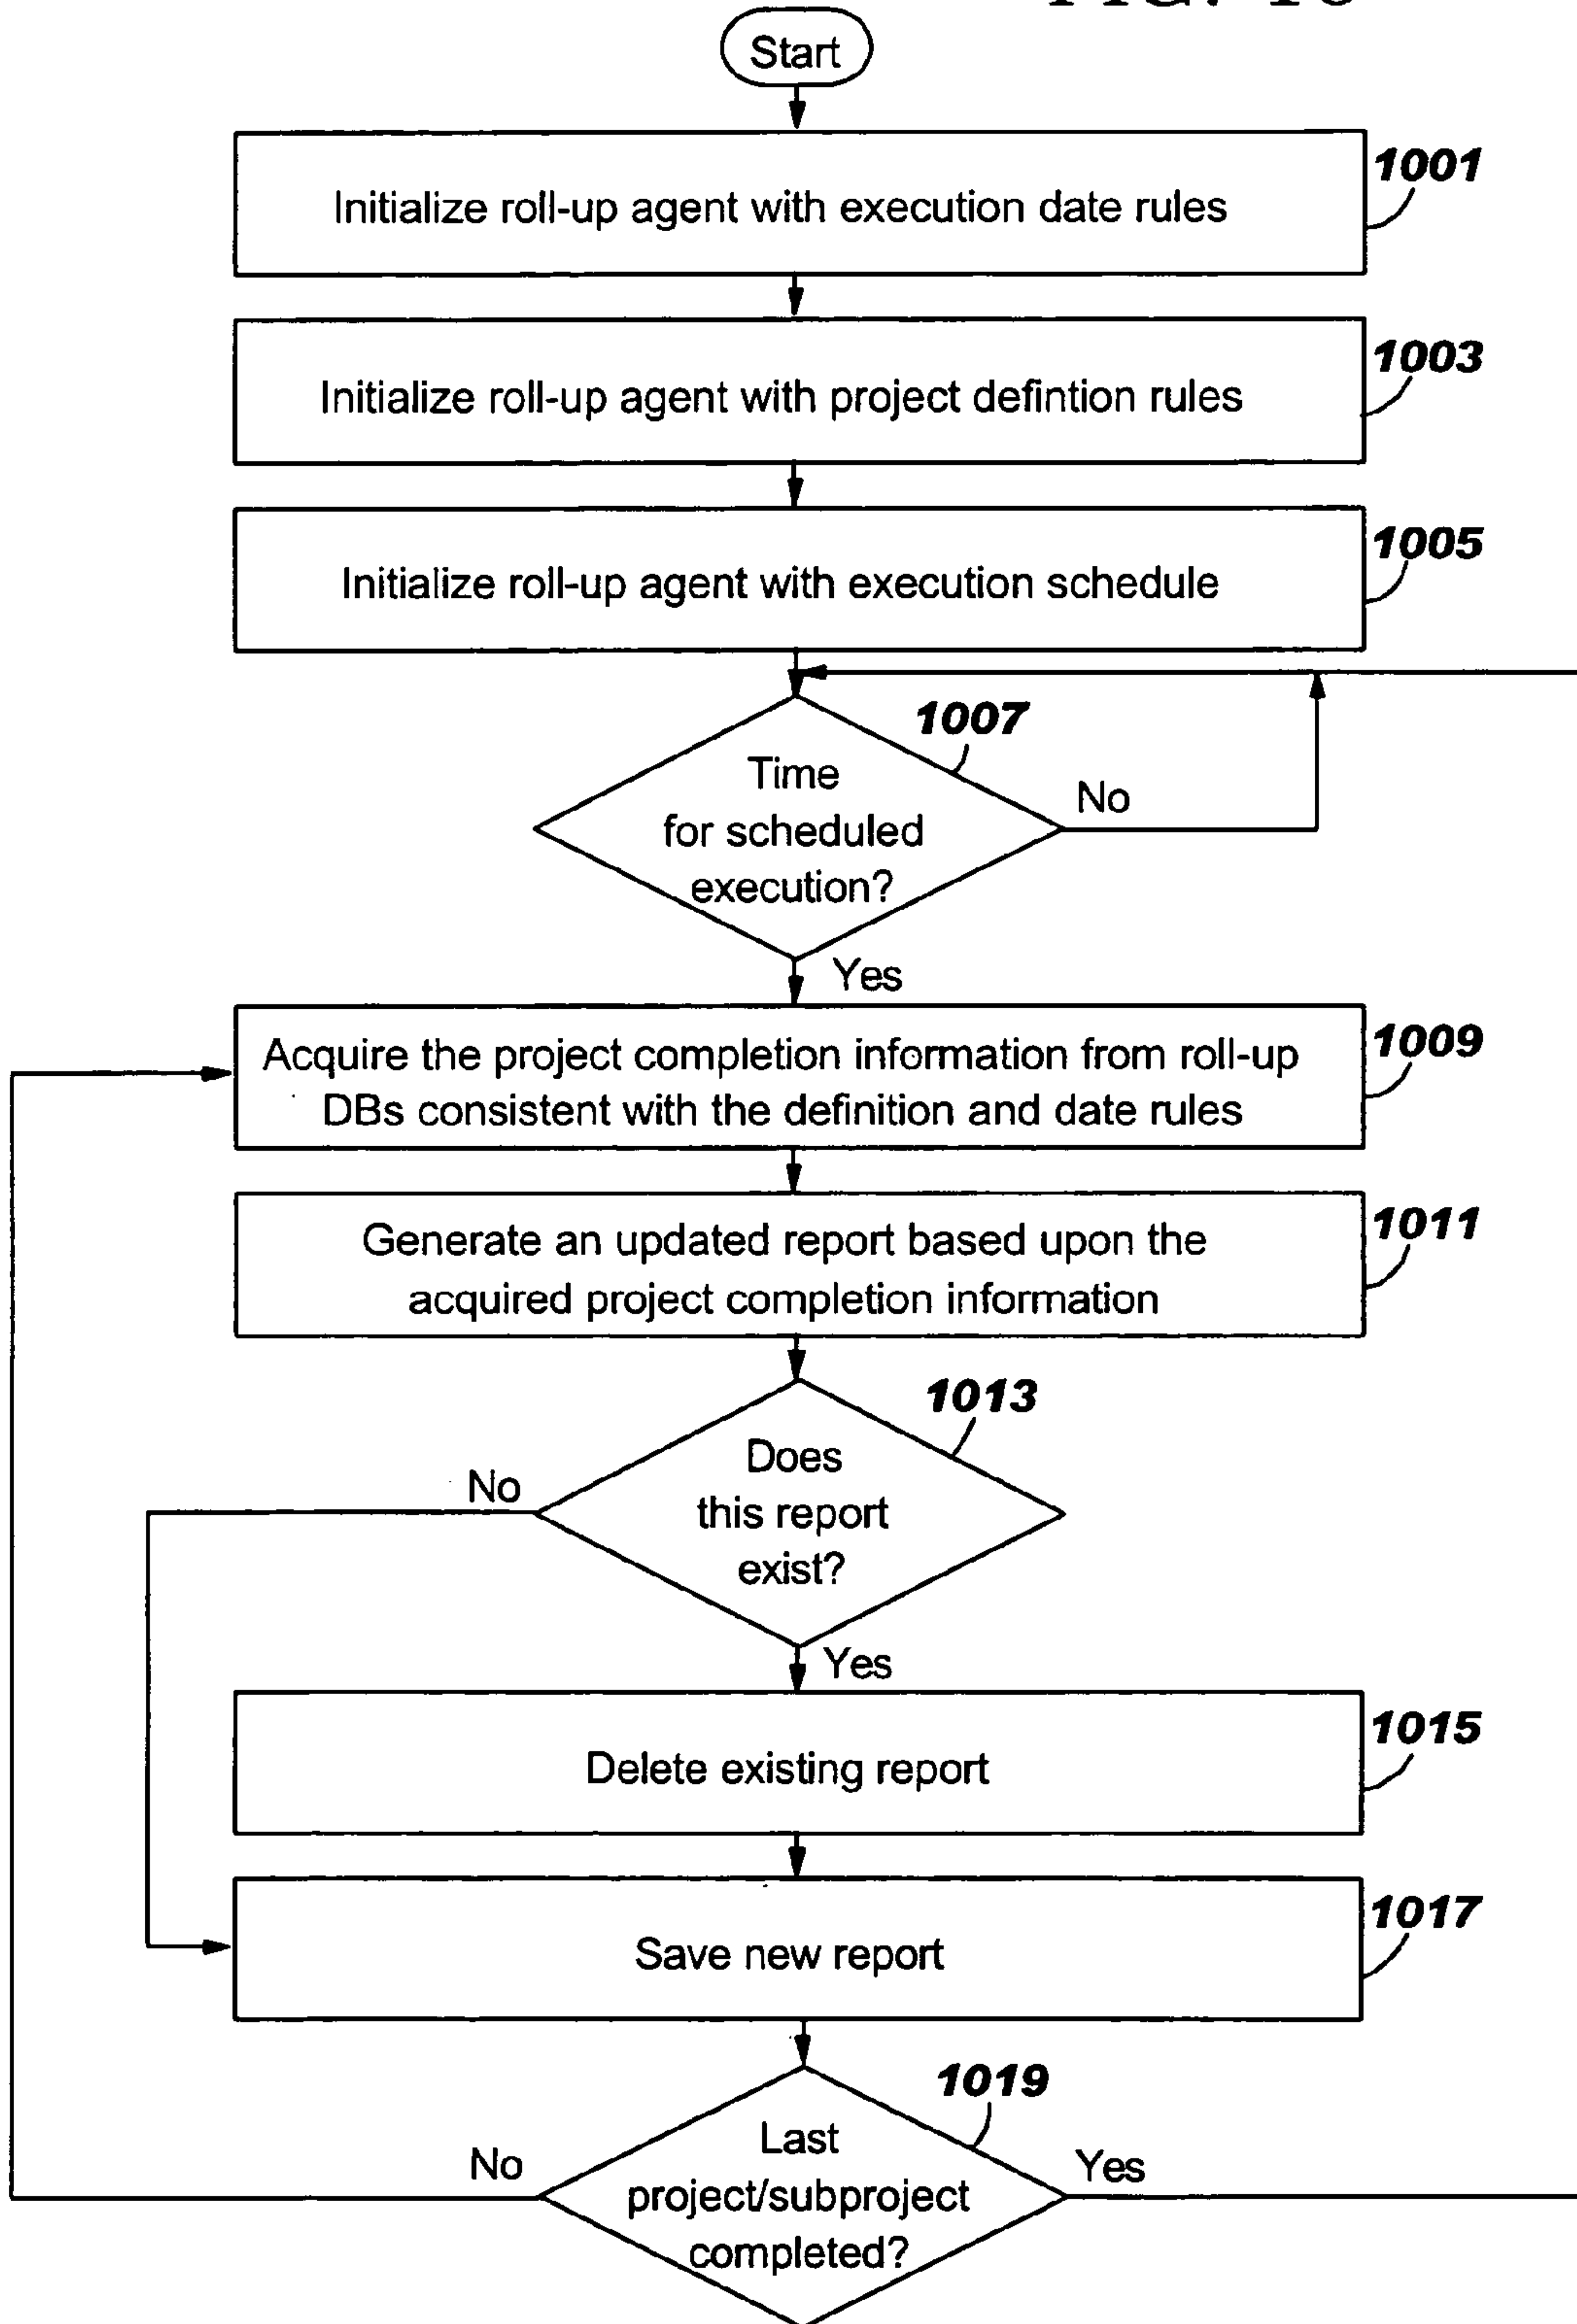 Start
Initialize roll-up agent with execution date rules
1001
Initialize roll-up agent with project defintion rules
1003
Initialize roll-up agent with execution schedule
1005
1007
Time
for scheduled
execution?
No
Yes
Acquire the project completion information from roll-up
DBs consistent with the definition and date rules
1009
Generate an updated report based upon the
acquired project completion information
1011
1013
Does
this report
exist?
No
Yes
Delete existing report
1015
Save new report
1017
1019
Last
project/subproject
completed?
No
Yes